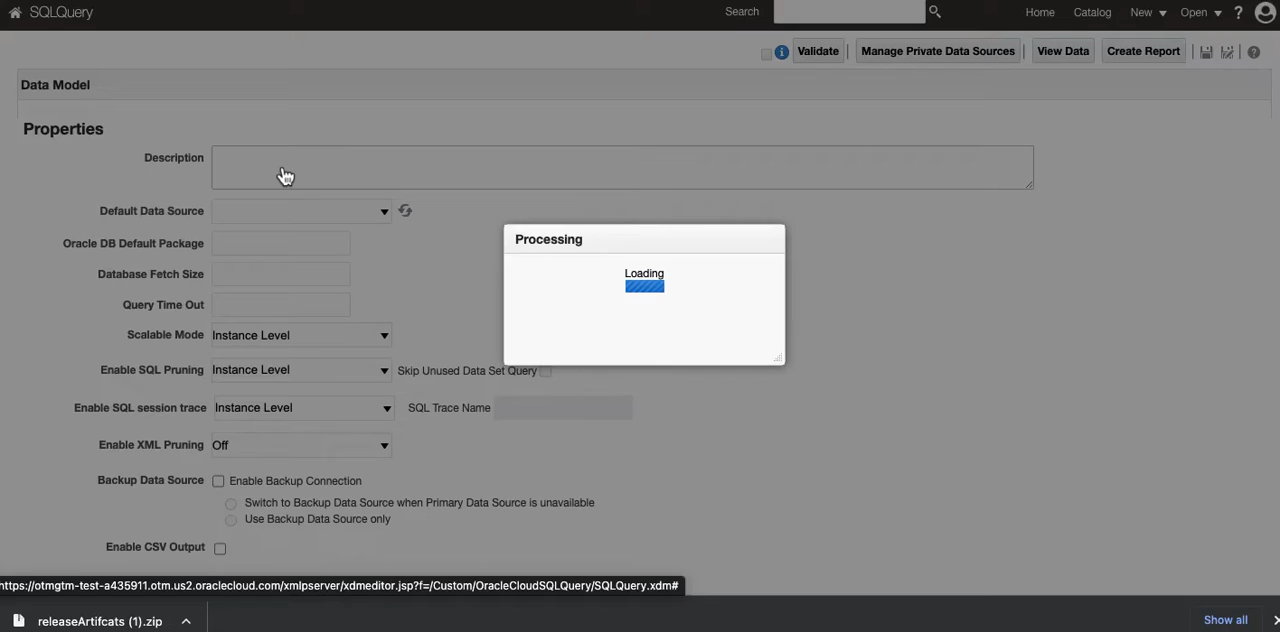 SQLQuery
Search
Home Catalog New Open ?
Validate Manage Private Data Sources View Data Create Report
Data Model
Properties
Description
Default Data Source
Oracle DB Default Package
Database Fetch Size
Query Time Out
Scalable Mode Instance Level
Enable SQL Pruning Instance Level Skip Unused Data Set Query
Enable SQL session trace Instance Level SQL Trace Name
Enable XML Pruning Off
Backup Data Source Enable Backup Connection
Switch to Backup Data Source when Primary Data Source is unavailable
Use Backup Data Source only
Enable CSV Output
Processing
Loading
https://otmgtm-test-a435911.otm.us2.oraclecloud.com/xmlpserver/xdmeditor.jsp?f=/Custom/OracleCloudSQLQuery/SQLQuery.xdm#
releaseArtifcats (1).zip
Show all